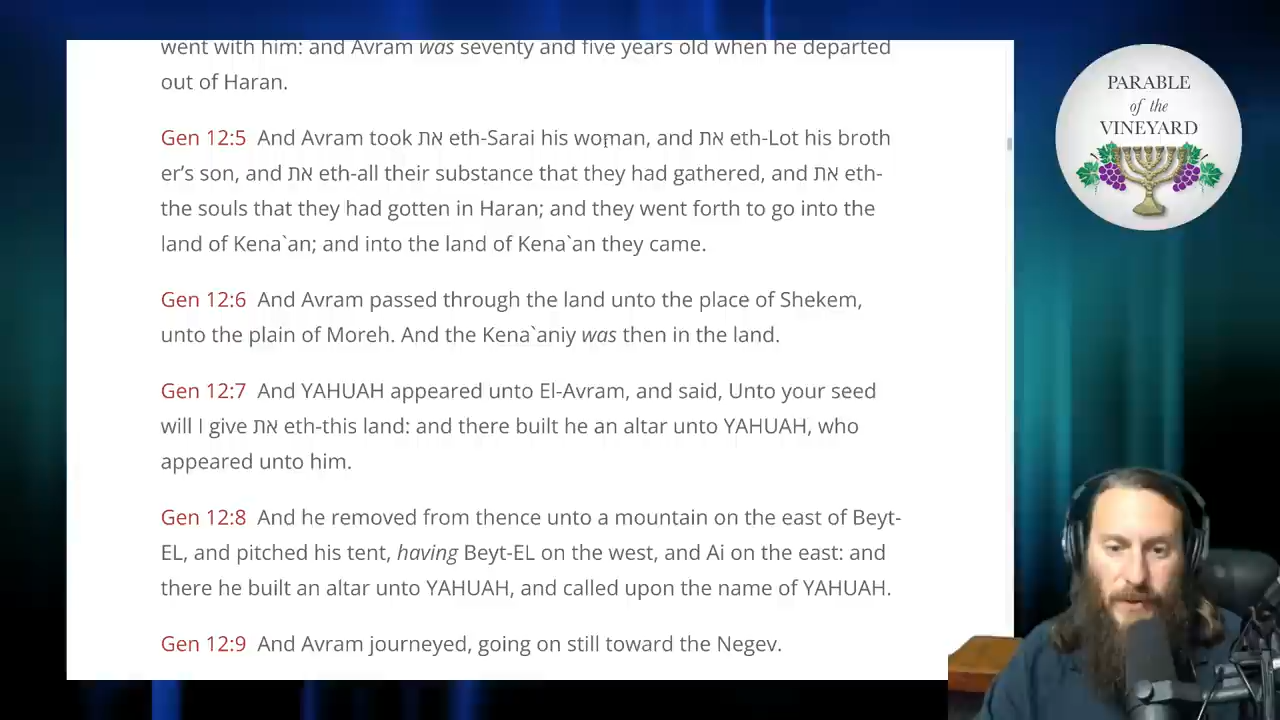 went with him: and Avram was seventy and five years old when he departed
out of Haran.
Gen 12:5 And Avram took את eth-Sarai his woman, and את eth-Lot his broth
er’s son, and את eth-all their substance that they had gathered, and את eth-
the souls that they had gotten in Haran; and they went forth to go into the
land of Kena`an; and into the land of Kena`an they came.
Gen 12:6 And Avram passed through the land unto the place of Shekem,
unto the plain of Moreh. And the Kena`aniy was then in the land.
Gen 12:7 And YAHUAH appeared unto El-Avram, and said, Unto your seed
will I give את eth-this land: and there built he an altar unto YAHUAH, who
appeared unto him.
Gen 12:8 And he removed from thence unto a mountain on the east of Beyt-
EL, and pitched his tent, having Beyt-EL on the west, and Ai on the east: and
there he built an altar unto YAHUAH, and called upon the name of YAHUAH.
Gen 12:9 And Avram journeyed, going on still toward the Negev.
PARABLE
of the
VINEYARD